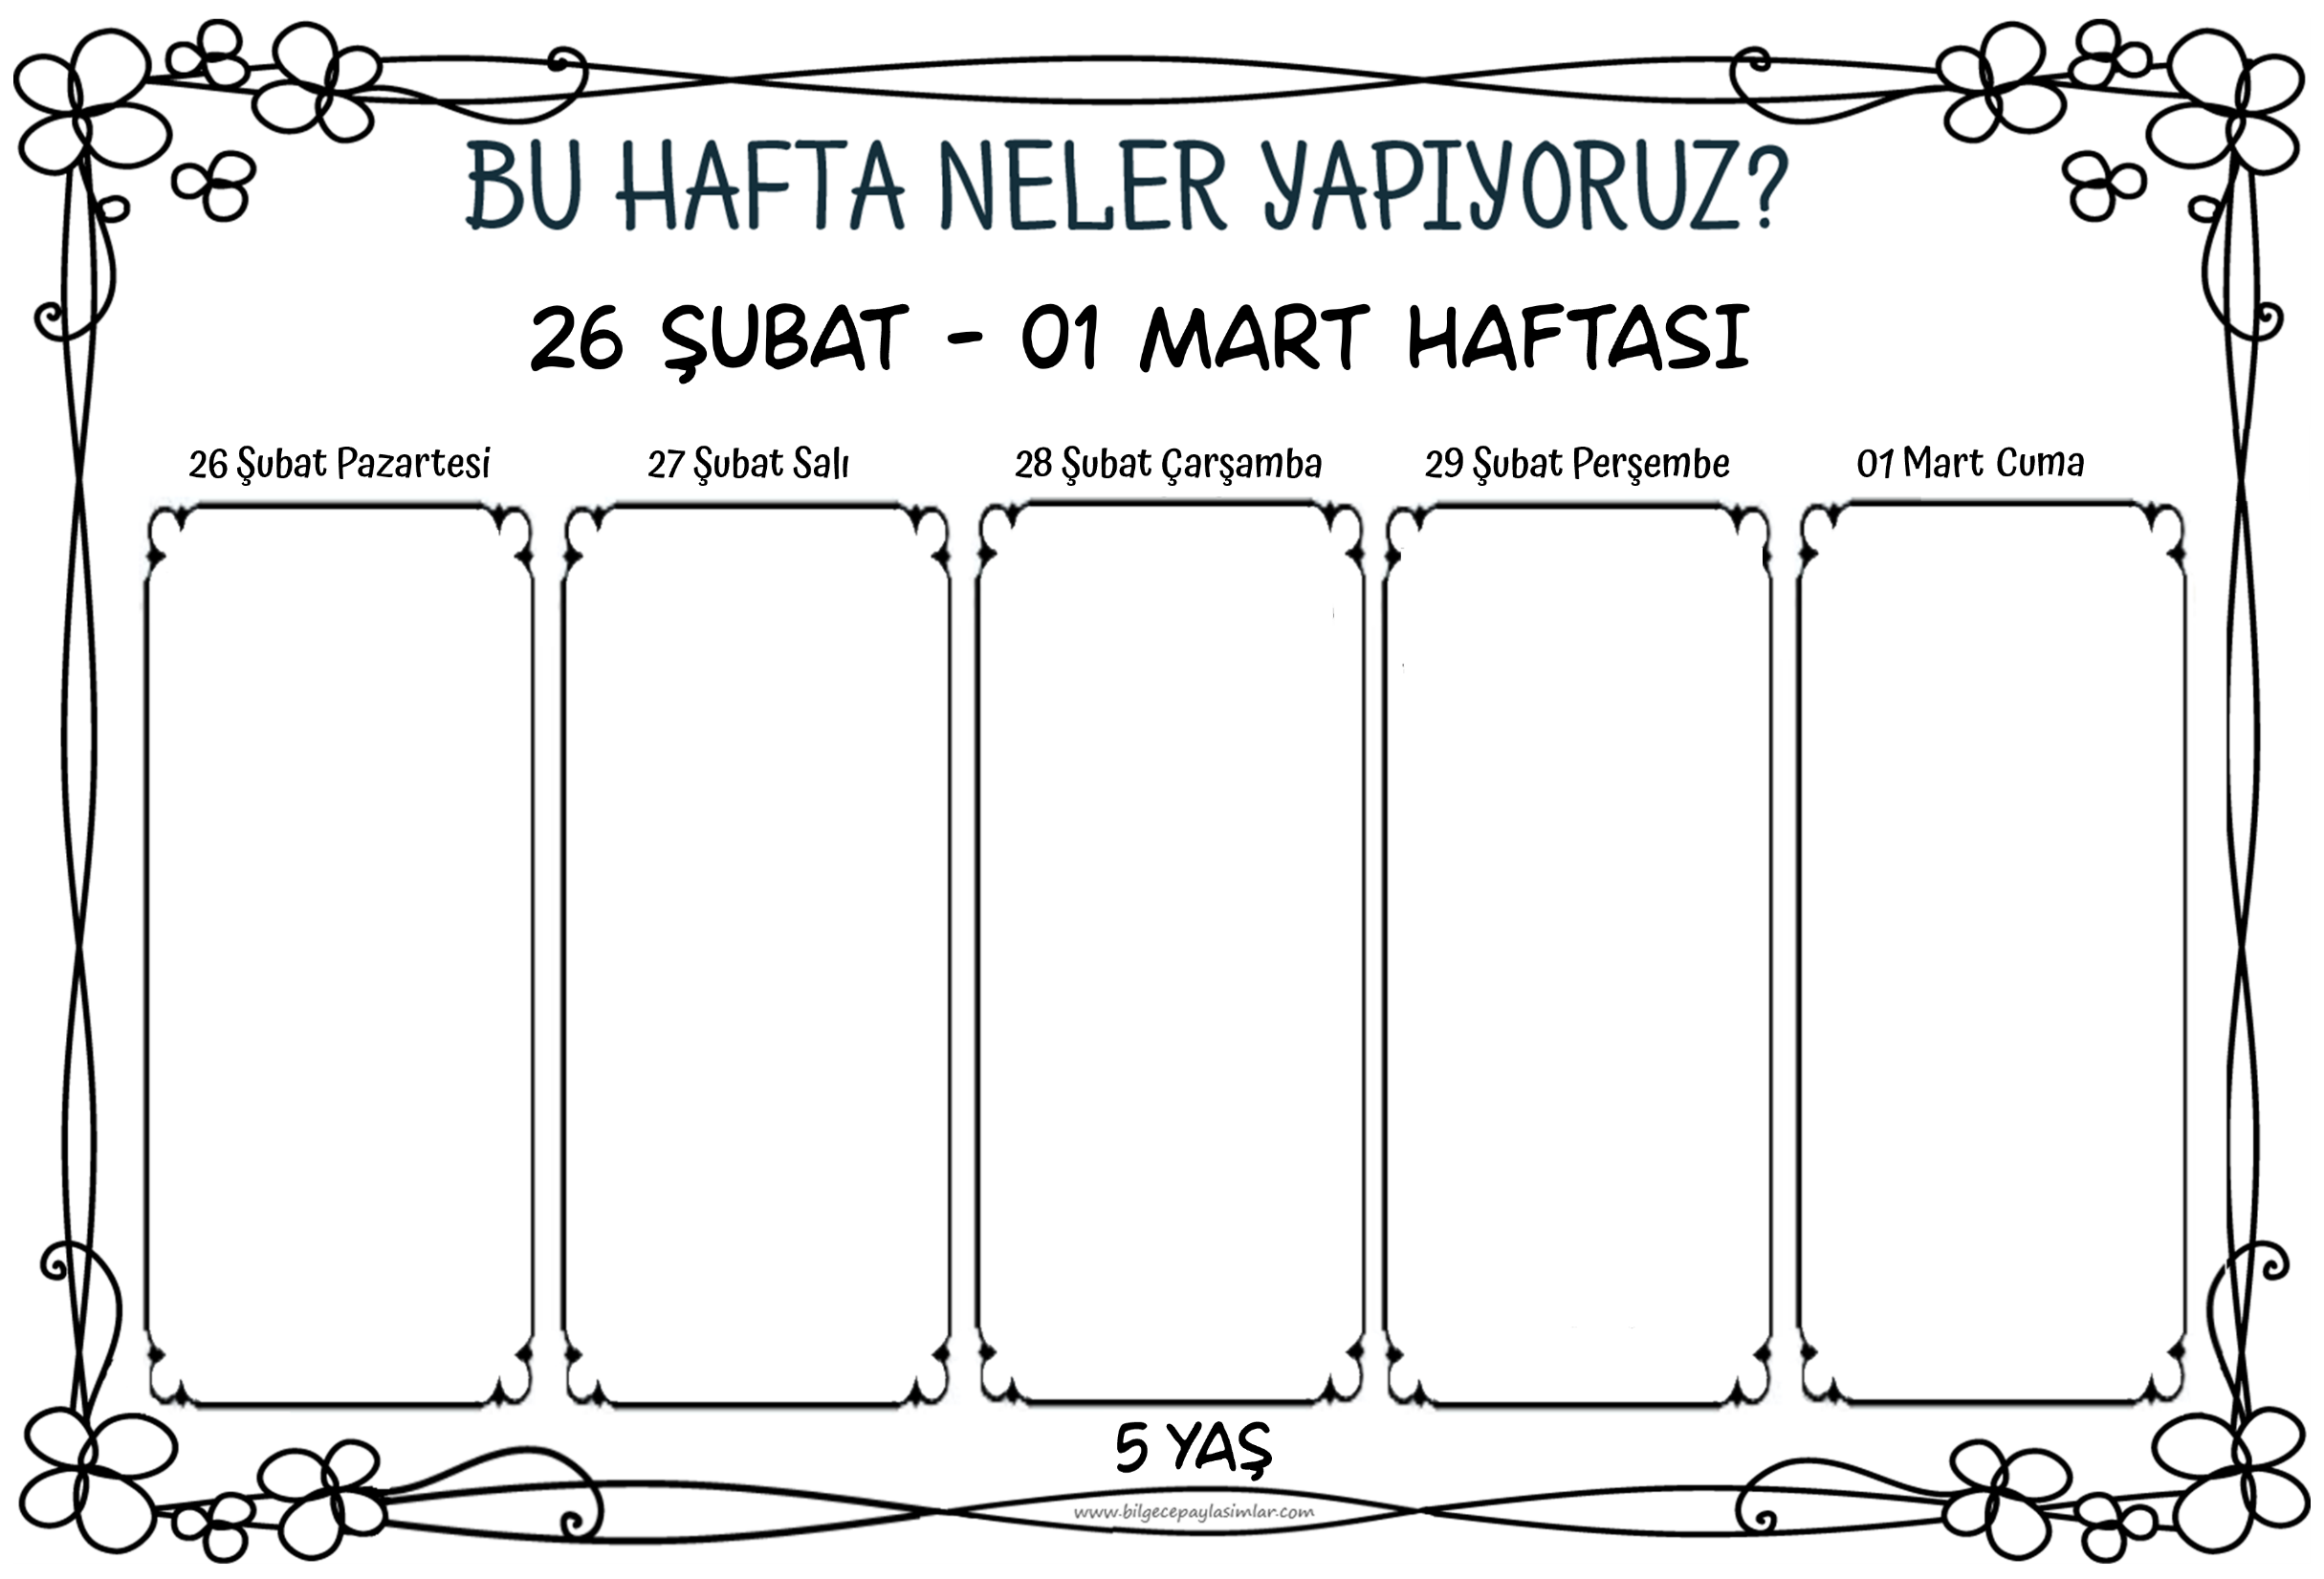 BU HAFTA NELER YAPIYORUZ?
26 ŞUBAT - 01 MART HAFTASI
26 Şubat Pazartesi
27 Şubat Salı
28 Şubat Çarşamba
29 Şubat Perşembe
01 Mart Cuma
5 YAŞ
www.bilgecepaylasimlar.com